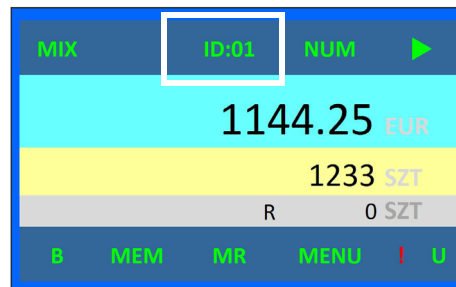 MIX ID:01 NUM
1144.25 EUR
1233 SZT
R 0 SZT
B MEM MR MENU ! U